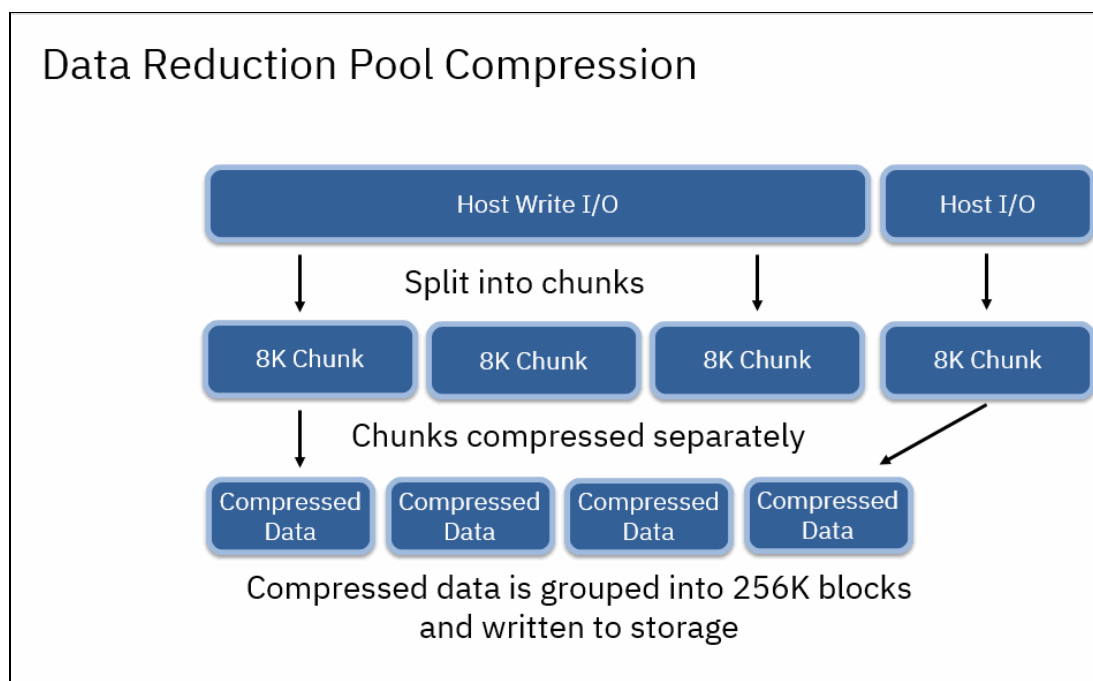 Data Reduction Pool Compression
Host Write I/O
Host I/O
Split into chunks
8K Chunk
8K Chunk
8K Chunk
8K Chunk
Chunks compressed separately
Compressed
Data
Compressed
Data
Compressed
Data
Compressed
Data
Compressed data is grouped into 256K blocks
and written to storage